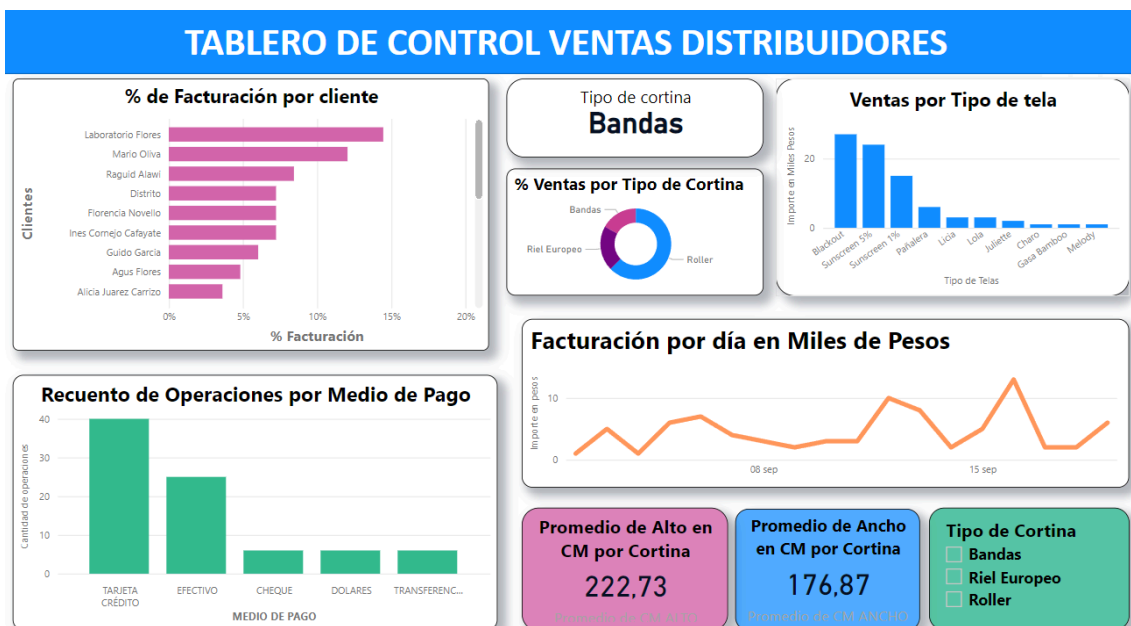 TABLERO DE CONTROL VENTAS DISTRIBUIDORES
% de Facturación por cliente
Clientes
Laboratorio Flores
Mario Oliva
Raguid Alawi
Distrito
Florencia Novello
Ines Cornejo Cafayate
Guido Garcia
Agus Flores
Alicia Juarez Carrizo
0% 5% 10% 15% 20%
% Facturación
Tipo de cortina
Bandas
% Ventas por Tipo de Cortina
Bandas
Riel Europeo
Roller
Ventas por Tipo de tela
Importe en Miles Pesos
20
0
Blackout
Sunscreen 5%
Sunscreen 1%
Pañalera
Licia
Lola
Juliette
Charo
Gasa Bamboo
Melody
Tipo de Telas
Facturación por día en Miles de Pesos
Importe en pesos
10
0
08 sep 15 sep
Recuento de Operaciones por Medio de Pago
Cantidad de operaciones
40
30
20
10
0
TARJETA
CRÉDITO
EFECTIVO
CHEQUE
DOLARES
TRANSFERENC...
MEDIO DE PAGO
Promedio de Alto en
CM por Cortina
222,73
Promedio de Ancho
en CM por Cortina
176,87
Promedio de CM ANCHO
Tipo de Cortina
Bandas
Riel Europeo
Roller